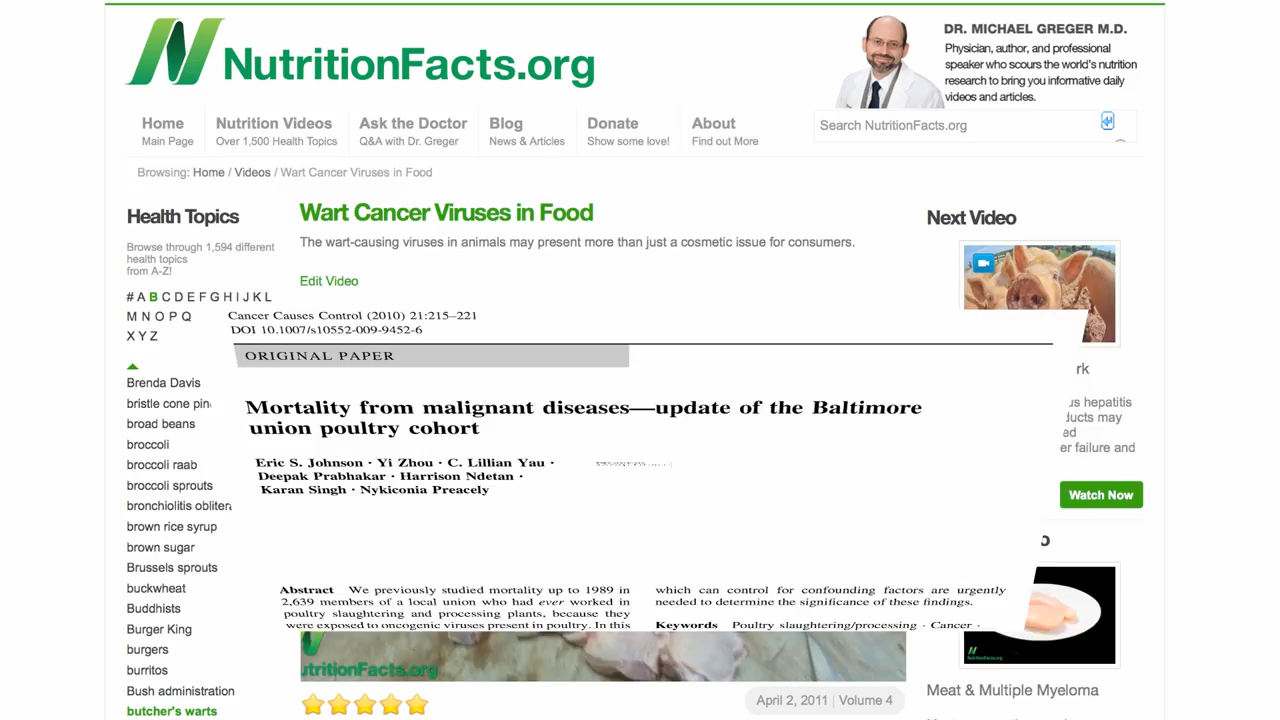 NutritionFacts.org
DR. MICHAEL GREGER M.D.
Physician, author, and professional
speaker who scours the world's nutrition
research to bring you informative daily
videos and articles.
Home
Main Page
Nutrition Videos
Over 1,500 Health Topics
Ask the Doctor
Q&A with Dr. Greger
Blog
News & Articles
Donate
Show some love!
About
Find out More
Search NutritionFacts.org
Browsing: Home / Videos / Wart Cancer Viruses in Food
Health Topics
Browse through 1,594 different
health topics
from A-Z!
# A B C D E F G H I J K L
M N O P Q
X Y Z
Brenda Davis
bristle cone pin
broad beans
broccoli
broccoli raab
broccoli sprouts
bronchiolitis obliter
brown rice syrup
brown sugar
Brussels sprouts
buckwheat
Buddhists
Burger King
burgers
burritos
Bush administration
butcher's warts
Wart Cancer Viruses in Food
The wart-causing viruses in animals may present more than just a cosmetic issue for consumers.
Edit Video
Cancer Causes Control (2010) 21:215–221
DOI 10.1007/s10552-009-9452-6
ORIGINAL PAPER
Mortality from malignant diseases—update of the Baltimore
union poultry cohort
Eric S. Johnson · Yi Zhou · C. Lillian Yau ·
Deepak Prabhakar · Harrison Ndetan ·
Karan Singh · Nykiconia Preacely
Abstract We previously studied mortality up to 1989 in
2,639 members of a local union who had ever worked in
poultry slaughtering and processing plants, because they
were exposed to oncogenic viruses present in poultry. In this
which can control for confounding factors are urgently
needed to determine the significance of these findings.
Keywords Poultry slaughtering/processing · Cancer ·
NutritionFacts.org
April 2, 2011 | Volume 4
Next Video
rk
us hepatitis
ducts may
ed
er failure and
Watch Now
o
NutritionFacts.org
Meat & Multiple Myeloma